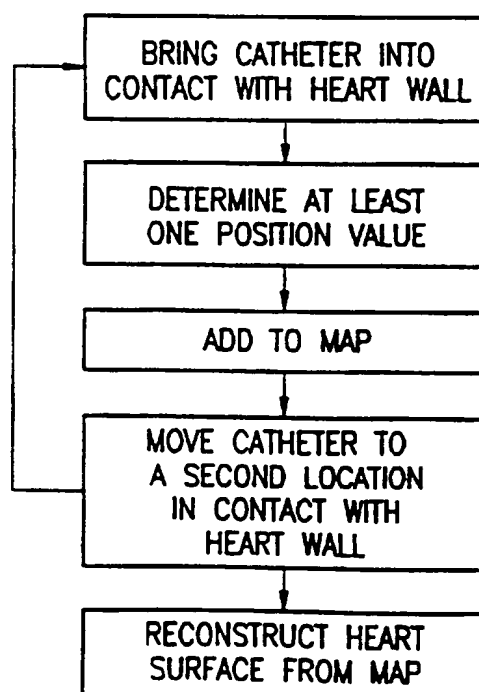 BRING CATHETER INTO
CONTACT WITH HEART WALL
DETERMINE AT LEAST
ONE POSITION VALUE
ADD TO MAP
MOVE CATHETER TO
A SECOND LOCATION
IN CONTACT WITH
HEART WALL
RECONSTRUCT HEART
SURFACE FROM MAP